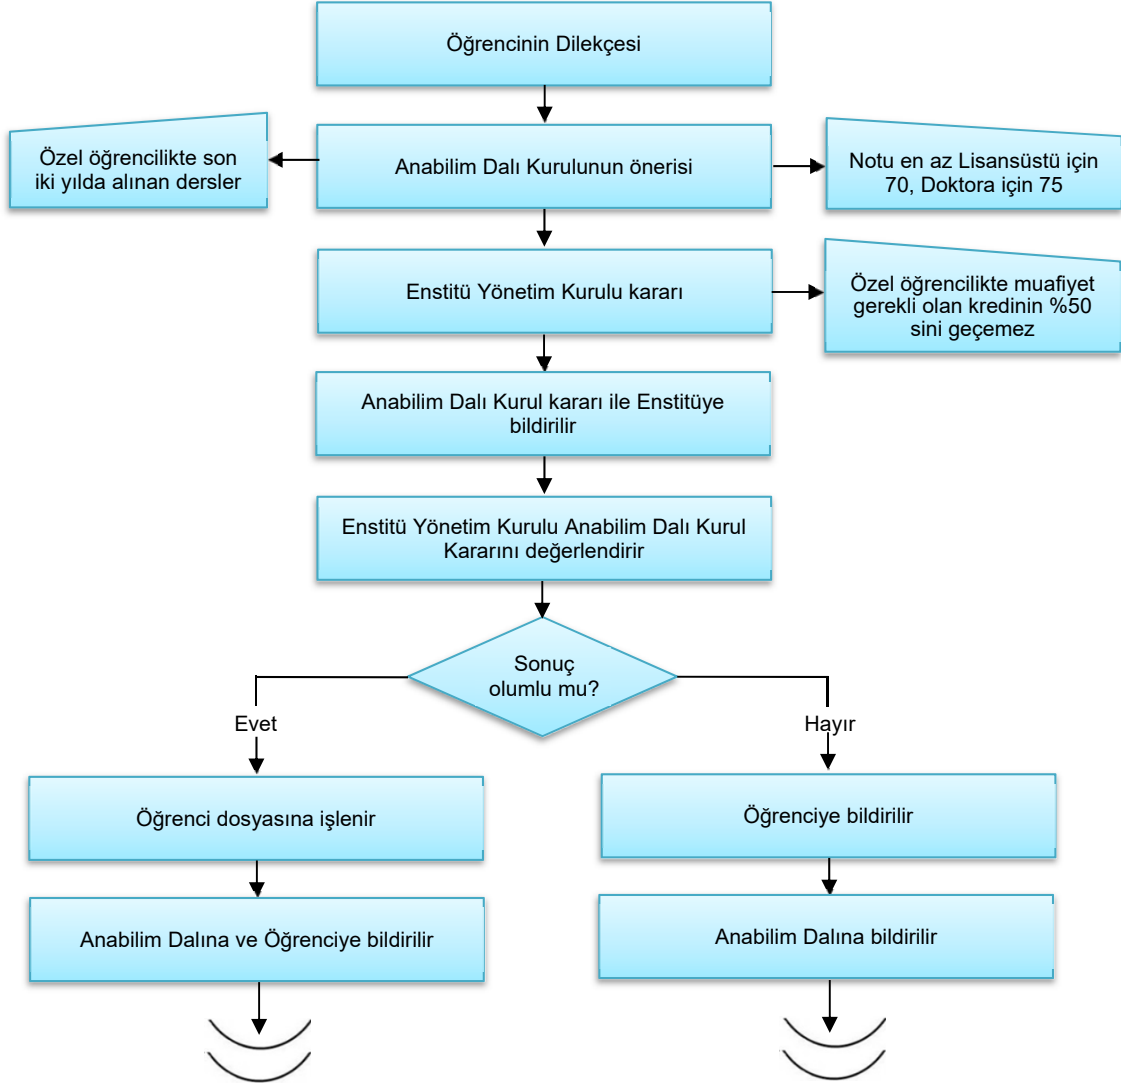 Öğrencinin Dilekçesi
Özel öğrencilikte son
iki yılda alınan dersler
Anabilim Dalı Kurulunun önerisi
Notu en az Lisansüstü için
70, Doktora için 75
Enstitü Yönetim Kurulu kararı
Özel öğrencilikte muafiyet
gerekli olan kredinin %50
sini geçemez
Anabilim Dalı Kurul kararı ile Enstitüye
bildirilir
Enstitü Yönetim Kurulu Anabilim Dalı Kurul
Kararını değerlendirir
Sonuç
olumlu mu?
Evet
Hayır
Öğrenci dosyasına işlenir
Öğrenciye bildirilir
Anabilim Dalına ve Öğrenciye bildirilir
Anabilim Dalına bildirilir